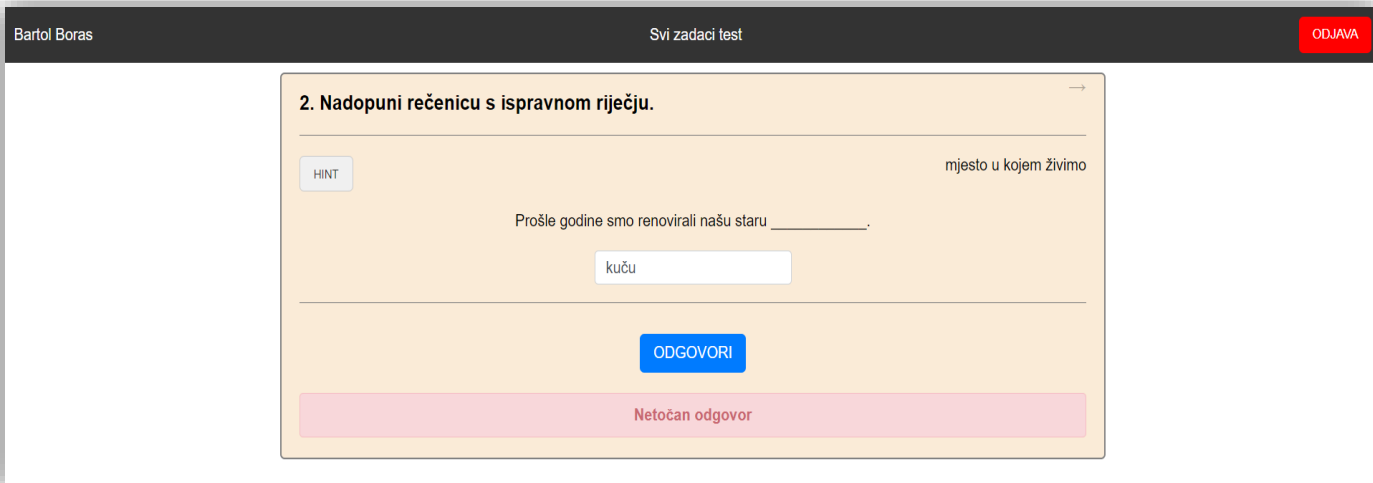 Bartol Boras
Svi zadaci test
ODJAVA
2. Nadopuni rečenicu s ispravnom riječju.
→
HINT
mjesto u kojem živimo
Prošle godine smo renovirali našu staru ____________.
kuču
ODGOVORI
Netočan odgovor